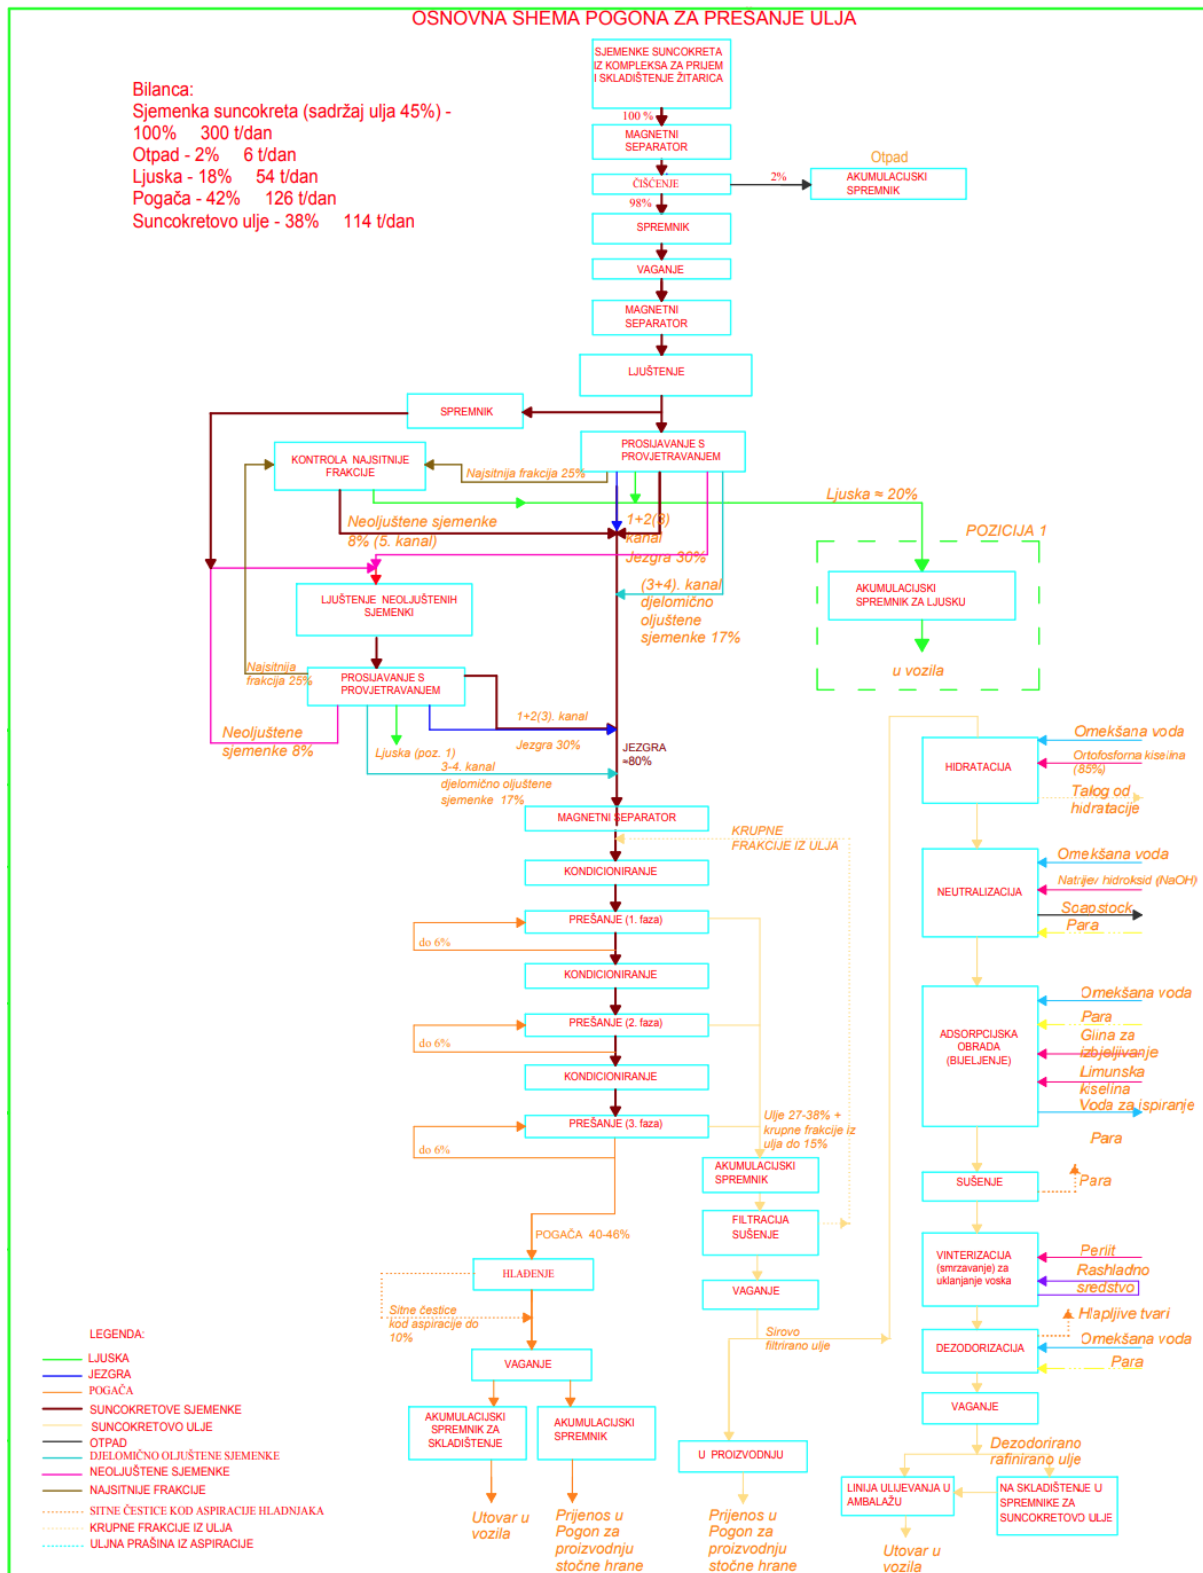 OSNOVNA SHEMA POGONA ZA PREŠANJE ULJA
SJEMENKE SUNCOKRETA
IZ KOMPLEKSA ZA PRIJEM
I SKLADIŠTENJE ŽITARICA
Bilanca:
Sjemenka suncokreta (sadržaj ulja 45%) -
100% 300 t/dan
Otpad - 2% 6 t/dan
Ljuska - 18% 54 t/dan
Pogača - 42% 126 t/dan
Suncokretovo ulje - 38% 114 t/dan
100 %
MAGNETNI
SEPARATOR
ČIŠĆENJE
2%
Otpad
AKUMULACIJSKI
SPREMNIK
98%
SPREMNIK
VAGANJE
MAGNETNI
SEPARATOR
LJUŠTENJE
SPREMNIK
PROSIJAVANJE S
PROVJETRAVANJEM
KONTROLA NAJSITNIJE
FRAKCIJE
Najsitnija frakcija 25%
Ljuska ≈ 20%
Neoljuštene sjemenke
8% (5. kanal)
1+2(3)
kanal
Jezgra 30%
POZICIJA 1
AKUMULACIJSKI
SPREMNIK ZA LJUSKU
u vozila
(3+4). kanal
djelomično
oljuštene
sjemenke 17%
LJUŠTENJE NEOLJUŠTENIH
SJEMENKI
Najsitnija
frakcija 25%
PROSIJAVANJE S
PROVJETRAVANJEM
Neoljuštene
sjemenke 8%
Ljuska (poz. 1)
1+2(3). kanal
Jezgra 30%
3-4. kanal
djelomično oljuštene
sjemenke 17%
JEZGRA
≈80%
MAGNETNI SEPARATOR
KRUPNE
FRAKCIJE IZ ULJA
KONDICIONIRANJE
PREŠANJE (1. faza)
do 6%
KONDICIONIRANJE
PREŠANJE (2. faza)
do 6%
KONDICIONIRANJE
PREŠANJE (3. faza)
do 6%
Ulje 27-38% +
krupne frakcije iz
ulja do 15%
AKUMULACIJSKI
SPREMNIK
FILTRACIJA
SUŠENJE
VAGANJE
Sirovo
filtrirano ulje
POGAČA 40-46%
HLAĐENJE
Sitne čestice
kod aspiracije do
10%
VAGANJE
AKUMULACIJSKI
SPREMNIK ZA
SKLADIŠTENJE
AKUMULACIJSKI
SPREMNIK
U PROIZVODNJU
Utovar u
vozila
Prijenos u
Pogon za
proizvodnju
stočne hrane
Prijenos u
Pogon za
proizvodnju
stočne hrane
HIDRATACIJA
Omekšana voda
Ortofosforna kiselina
(85%)
Talog od
hidratacije
NEUTRALIZACIJA
Omekšana voda
Natrijev hidroksid (NaOH)
Soapstock
Para
ADSORPCIJSKA
OBRADA
(BIJELJENJE)
Omekšana voda
Para
Glina za
izbjeljivanje
Limunska
kiselina
Voda za ispiranje
Para
SUŠENJE
Para
VINTERIZACIJA
(smrzavanje) za
uklanjanje voska
Perlit
Rashladno
sredstvo
DEZODORIZACIJA
Hlapljive tvari
Omekšana voda
Para
VAGANJE
Dezodorirano
rafinirano ulje
LINIJA ULIJEVANJA U
AMBALAŽU
NA SKLADIŠTENJE U
SPREMNIKE ZA
SUNCOKRETOVO ULJE
Utovar u
vozila
LEGENDA:
LJUSKA
JEZGRA
POGAČA
SUNCOKRETOVE SJEMENKE
SUNCOKRETOVO ULJE
OTPAD
DJELOMIČNO OLJUŠTENE SJEMENKE
NEOLJUŠTENE SJEMENKE
NAJSITNIJE FRAKCIJE
SITNE ČESTICE KOD ASPIRACIJE HLADNJAKA
KRUPNE FRAKCIJE IZ ULJA
ULJNA PRAŠINA IZ ASPIRACIJE